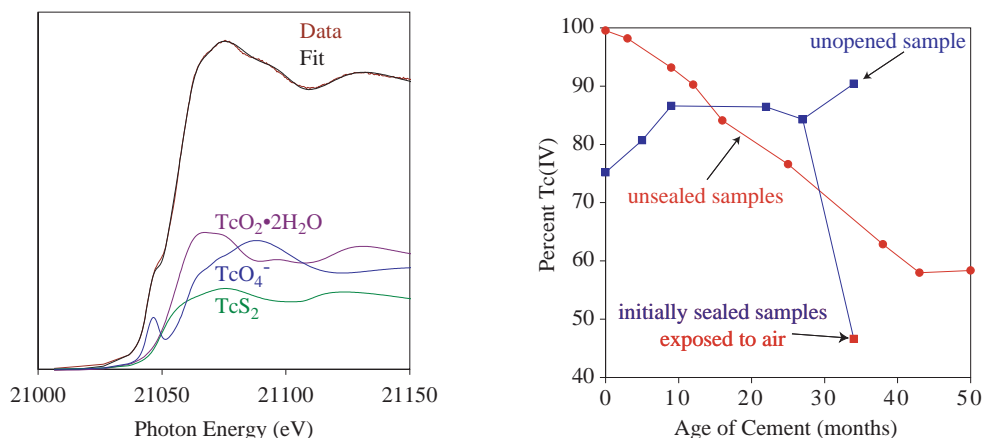 Data
Fit
TcO₂•2H₂O
TcO₄⁻
TcS₂
21000
21050
21100
21150
Photon Energy (eV)
100
90
80
70
60
50
40
Percent Tc(IV)
unopened sample
unsealed samples
initially sealed samples
exposed to air
0
10
20
30
40
50
Age of Cement (months)